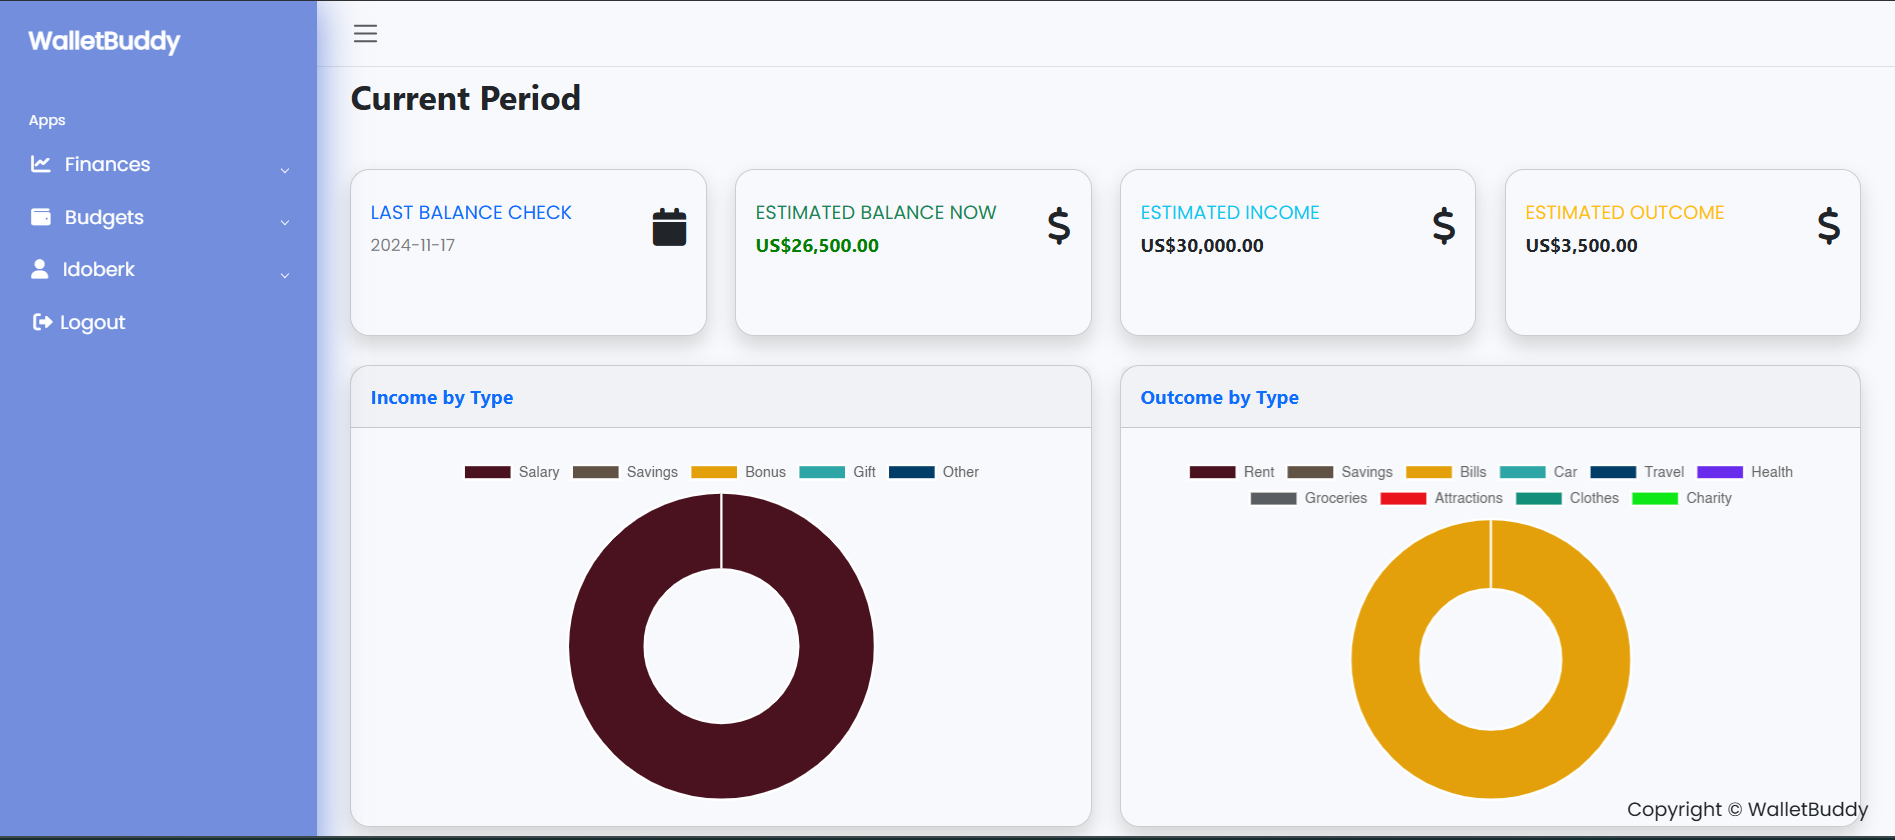 WalletBuddy
Apps
Finances
Budgets
Idoberk
Logout
Current Period
LAST BALANCE CHECK
2024-11-17
ESTIMATED BALANCE NOW
US$26,500.00
ESTIMATED INCOME
US$30,000.00
ESTIMATED OUTCOME
US$3,500.00
Income by Type
Salary Savings Bonus Gift Other
Outcome by Type
Rent Savings Bills Car Travel Health
Groceries Attractions Clothes Charity
Copyright © WalletBuddy